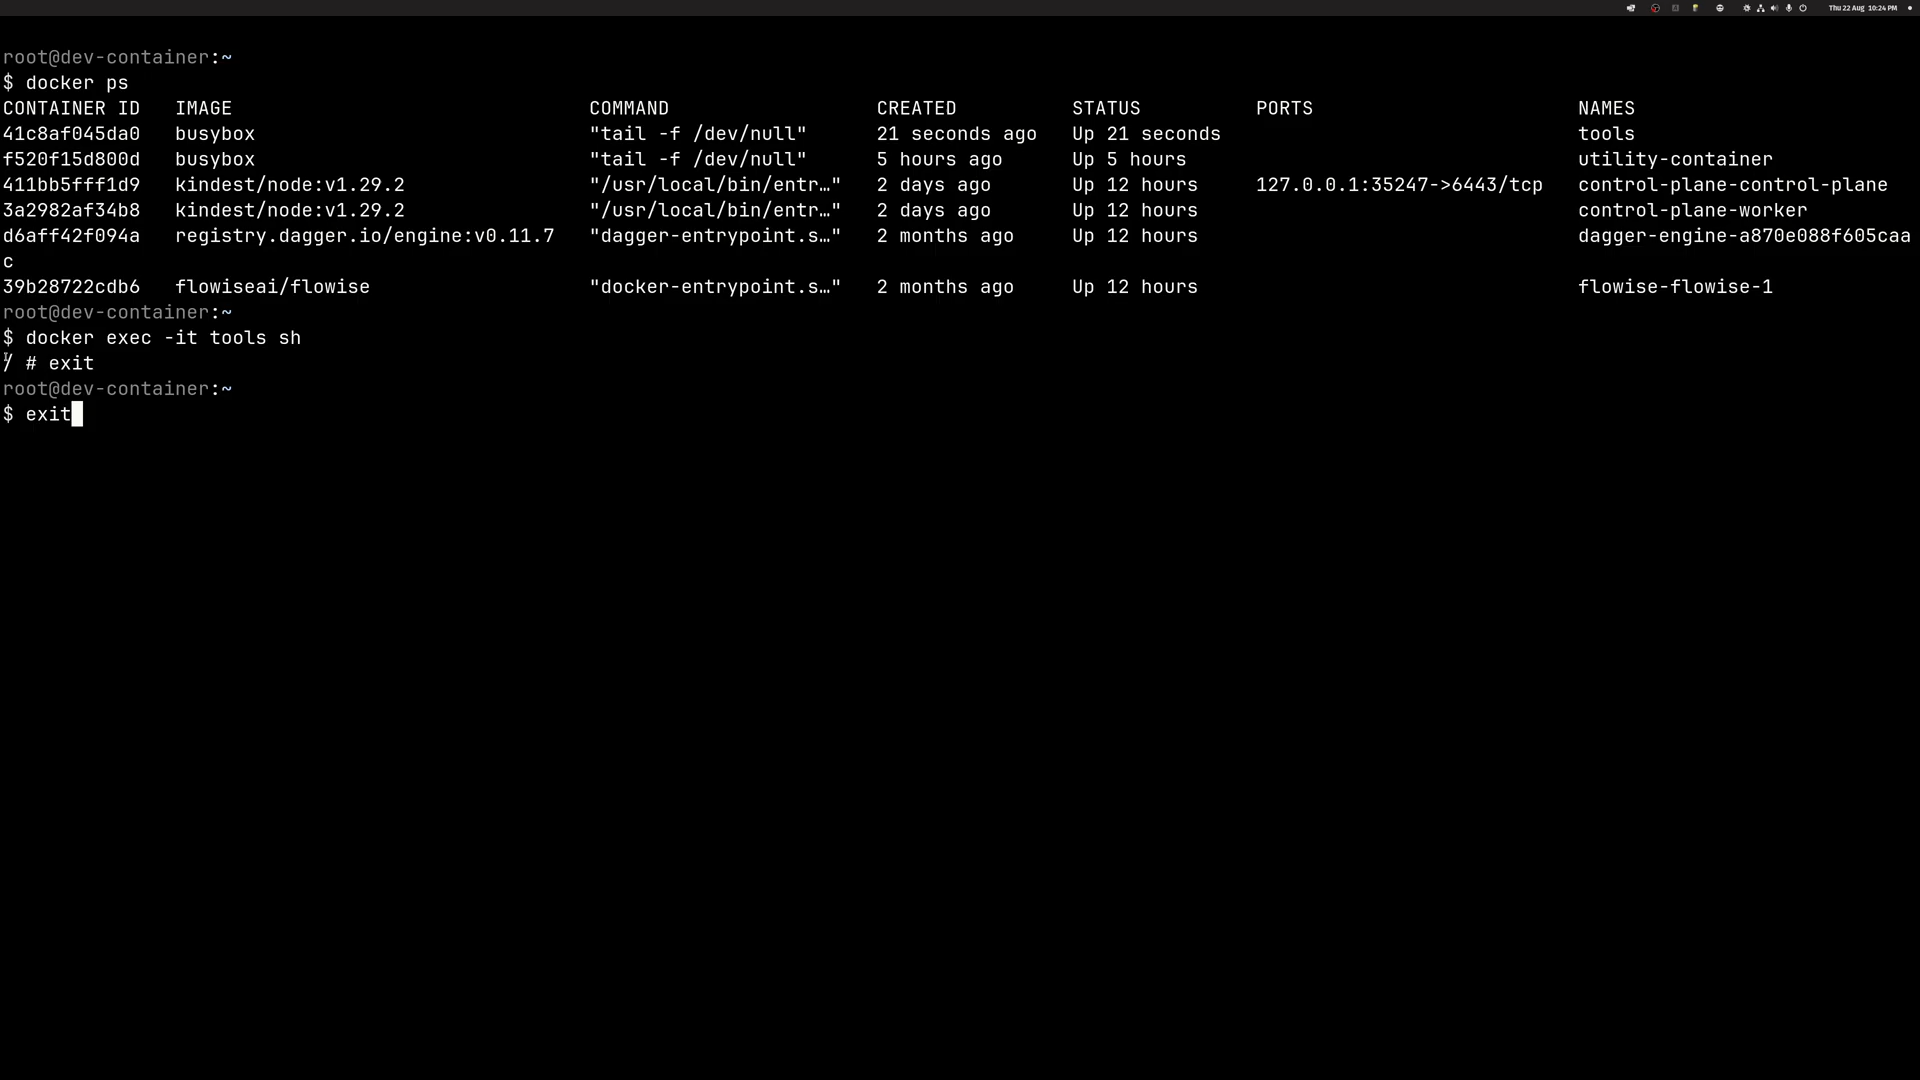 Thu 22 Aug 10:24 PM
root@dev-container:~
$ docker ps
CONTAINER ID   IMAGE                               COMMAND                  CREATED          STATUS          PORTS                       NAMES
41c8af045da0   busybox                             "tail -f /dev/null"      21 seconds ago   Up 21 seconds                               tools
f520f15d800d   busybox                             "tail -f /dev/null"      5 hours ago      Up 5 hours                                  utility-container
411bb5fff1d9   kindest/node:v1.29.2                "/usr/local/bin/entr…"   2 days ago       Up 12 hours     127.0.0.1:35247->6443/tcp   control-plane-control-plane
3a2982af34b8   kindest/node:v1.29.2                "/usr/local/bin/entr…"   2 days ago       Up 12 hours                                 control-plane-worker
d6aff42f094a   registry.dagger.io/engine:v0.11.7   "dagger-entrypoint.s…"   2 months ago     Up 12 hours                                 dagger-engine-a870e088f605caa
c
39b28722cdb6   flowiseai/flowise                   "docker-entrypoint.s…"   2 months ago     Up 12 hours                                 flowise-flowise-1
root@dev-container:~
$ docker exec -it tools sh
/ # exit
root@dev-container:~
$ exit